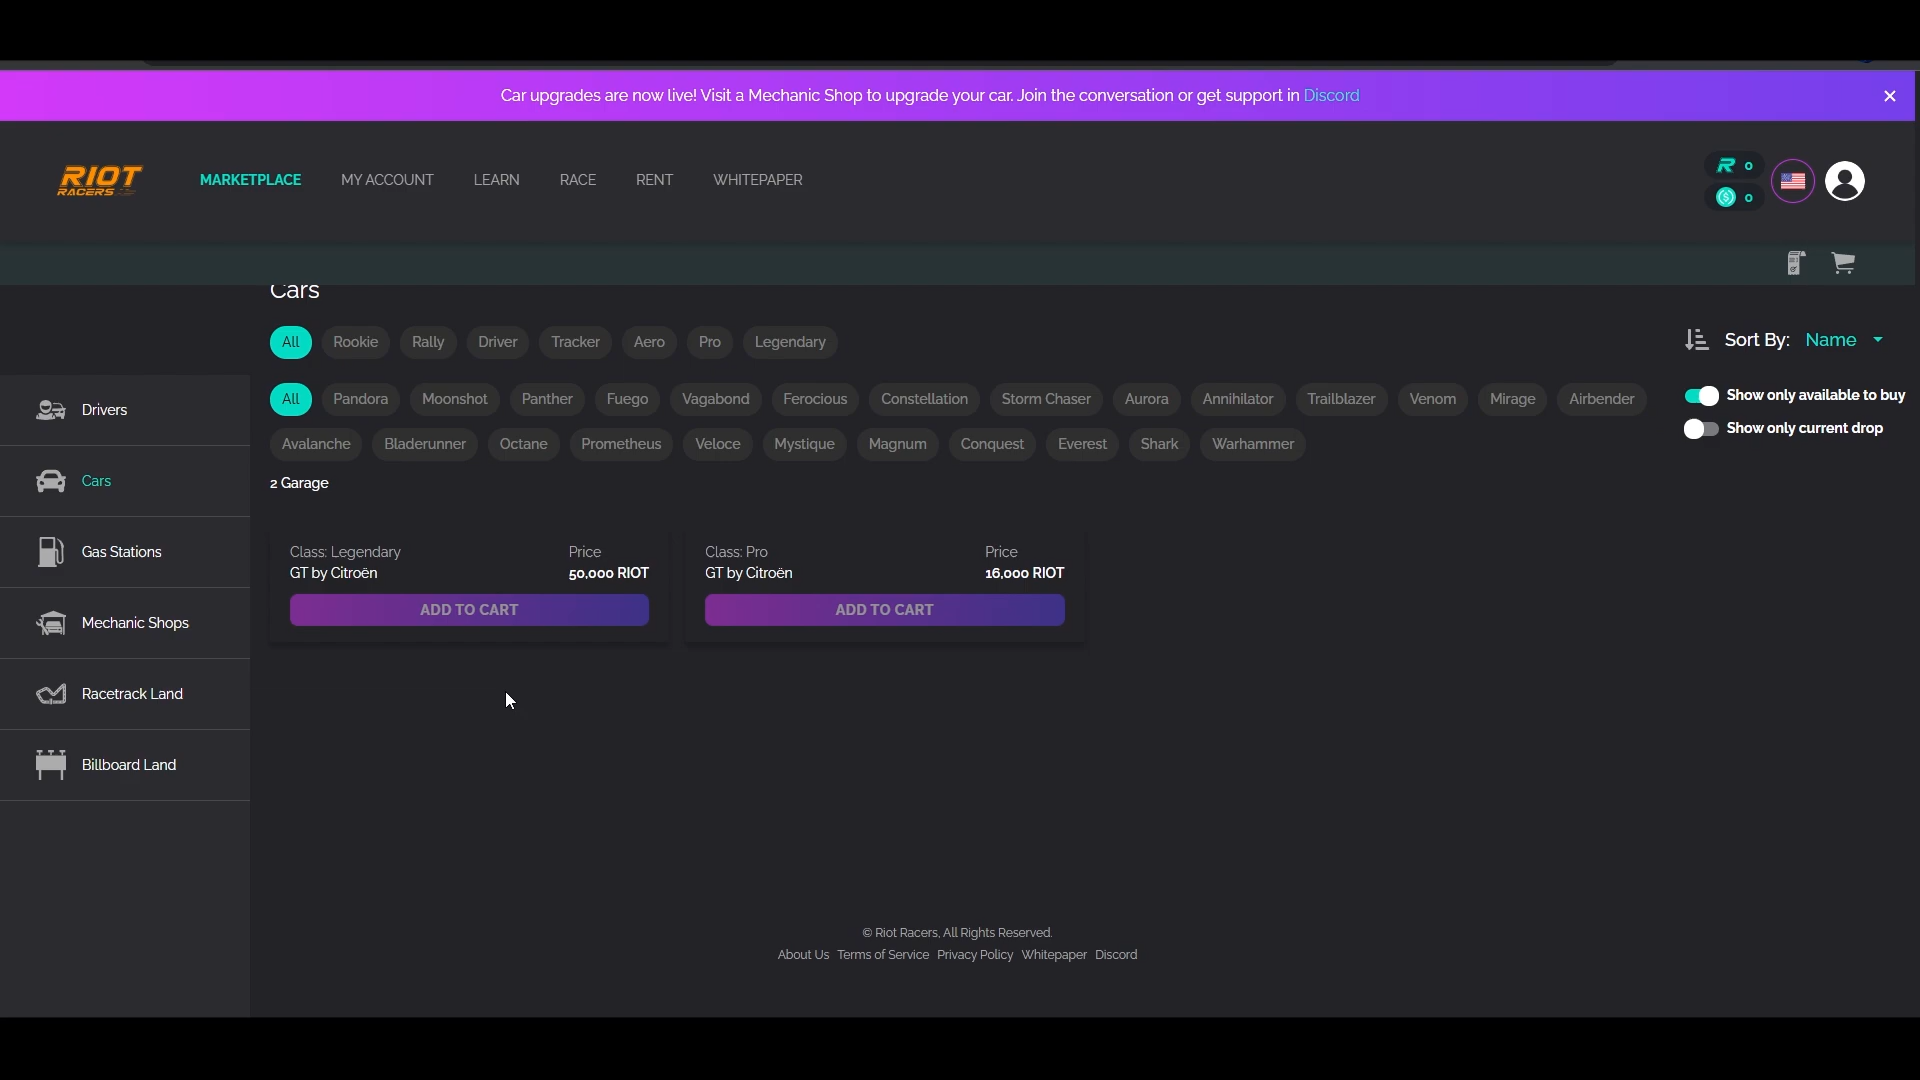 Car upgrades are now live! Visit a Mechanic Shop to upgrade your car. Join the conversation or get support in Discord
RIOT
RACERS
MARKETPLACE MY ACCOUNT LEARN RACE RENT WHITEPAPER
0
0
Cars
All Rookie Rally Driver Tracker Aero Pro Legendary
Sort By: Name
All Pandora Moonshot Panther Fuego Vagabond Ferocious Constellation Storm Chaser Aurora Annihilator Trailblazer Venom Mirage Airbender
Show only available to buy
Show only current drop
Avalanche Bladerunner Octane Prometheus Veloce Mystique Magnum Conquest Everest Shark Warhammer
2 Garage
Drivers
Cars
Gas Stations
Mechanic Shops
Racetrack Land
Billboard Land
Class: Legendary Price
GT by Citroën 50,000 RIOT
ADD TO CART
Class: Pro Price
GT by Citroën 16,000 RIOT
ADD TO CART
© Riot Racers, All Rights Reserved.
About Us Terms of Service Privacy Policy Whitepaper Discord